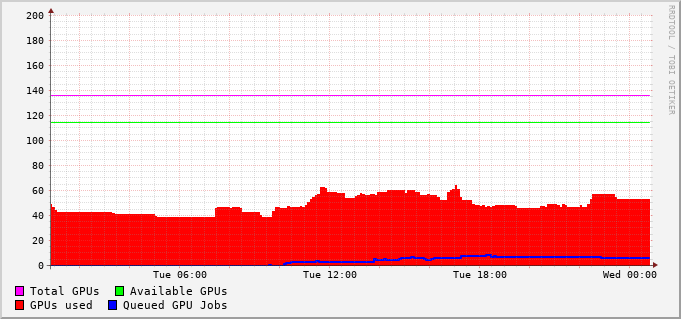 200
180
160
140
120
100
80
60
40
20
0
Tue 06:00 Tue 12:00 Tue 18:00 Wed 00:00
Total GPUs Available GPUs
GPUs used Queued GPU Jobs
RRDTOOL / TOBI OETIKER